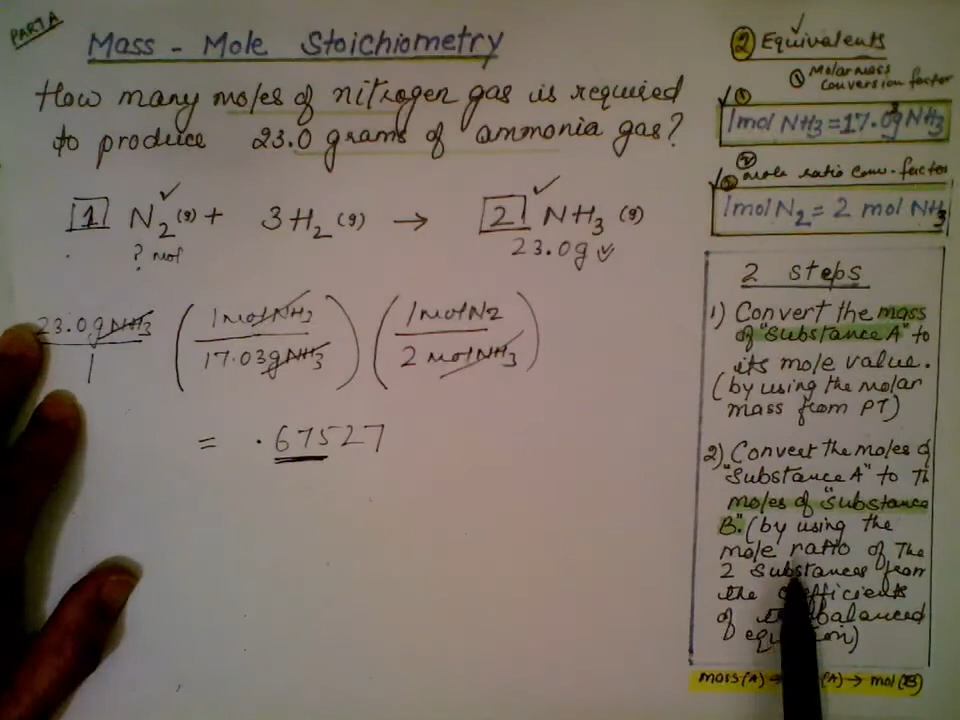 PART A
Mass - Mole Stoichiometry
How many moles of nitrogen gas is required
to produce 23.0 grams of ammonia gas?
1 N2 (g) + 3H2 (g) → 2 NH3 (g)
? mol 23.0g
23.0g NH3 / 1 ( 1 mol NH3 / 17.03g NH3 ) ( 1 mol N2 / 2 mol NH3 )
= .67527
2 Equivalents
1 Molar mass
conversion factor
1
1mol NH3 = 17.03g NH3
2 mole ratio conv. factor
1mol N2 = 2 mol NH3
2 steps
1) Convert the mass
of "Substance A" to
its mole value.
(by using the molar
mass from PT)
2) Convert the moles of
"Substance A" to Th
moles of "substance
B." (by using the
mole ratio of The
2 Substances from
the coefficients
of balanced
mass(A) → (A) → mol(B)